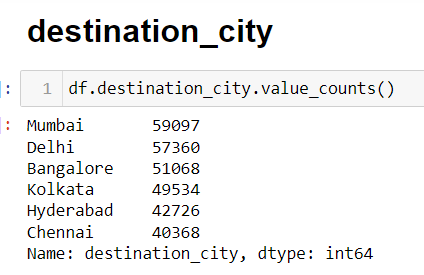 destination_city
]: 1 df.destination_city.value_counts()
]: Mumbai 59097
Delhi 57360
Bangalore 51068
Kolkata 49534
Hyderabad 42726
Chennai 40368
Name: destination_city, dtype: int64